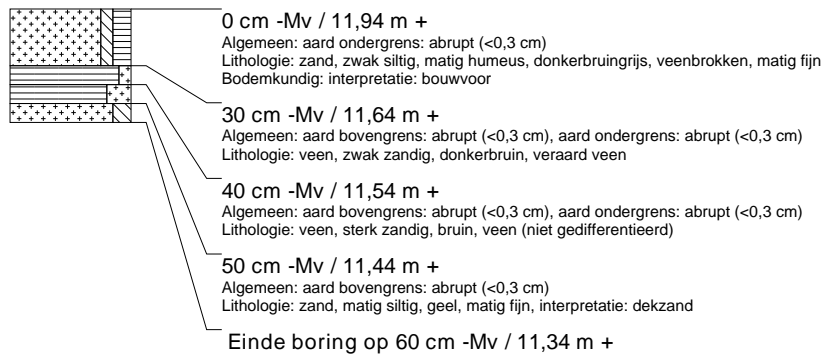 0 cm -Mv / 11,94 m +
Algemeen: aard ondergrens: abrupt (<0,3 cm)
Lithologie: zand, zwak siltig, matig humeus, donkerbruingrijs, veenbrokken, matig fijn
Bodemkundig: interpretatie: bouwvoor
30 cm -Mv / 11,64 m +
Algemeen: aard bovengrens: abrupt (<0,3 cm), aard ondergrens: abrupt (<0,3 cm)
Lithologie: veen, zwak zandig, donkerbruin, veraard veen
40 cm -Mv / 11,54 m +
Algemeen: aard bovengrens: abrupt (<0,3 cm), aard ondergrens: abrupt (<0,3 cm)
Lithologie: veen, sterk zandig, bruin, veen (niet gedifferentieerd)
50 cm -Mv / 11,44 m +
Algemeen: aard bovengrens: abrupt (<0,3 cm)
Lithologie: zand, matig siltig, geel, matig fijn, interpretatie: dekzand
Einde boring op 60 cm -Mv / 11,34 m +